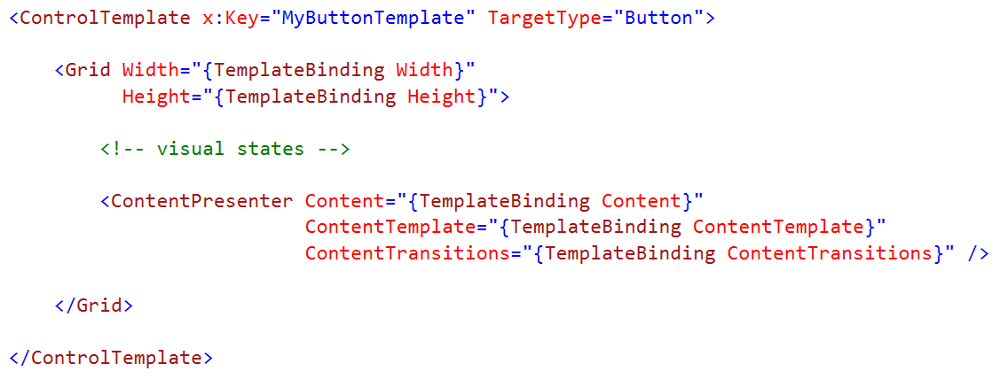 <ControlTemplate x:Key="MyButtonTemplate" TargetType="Button">
<Grid Width="{TemplateBinding Width}"
Height="{TemplateBinding Height}">
<!-- visual states -->
<ContentPresenter Content="{TemplateBinding Content}"
ContentTemplate="{TemplateBinding ContentTemplate}"
ContentTransitions="{TemplateBinding ContentTransitions}" />
</Grid>
</ControlTemplate>